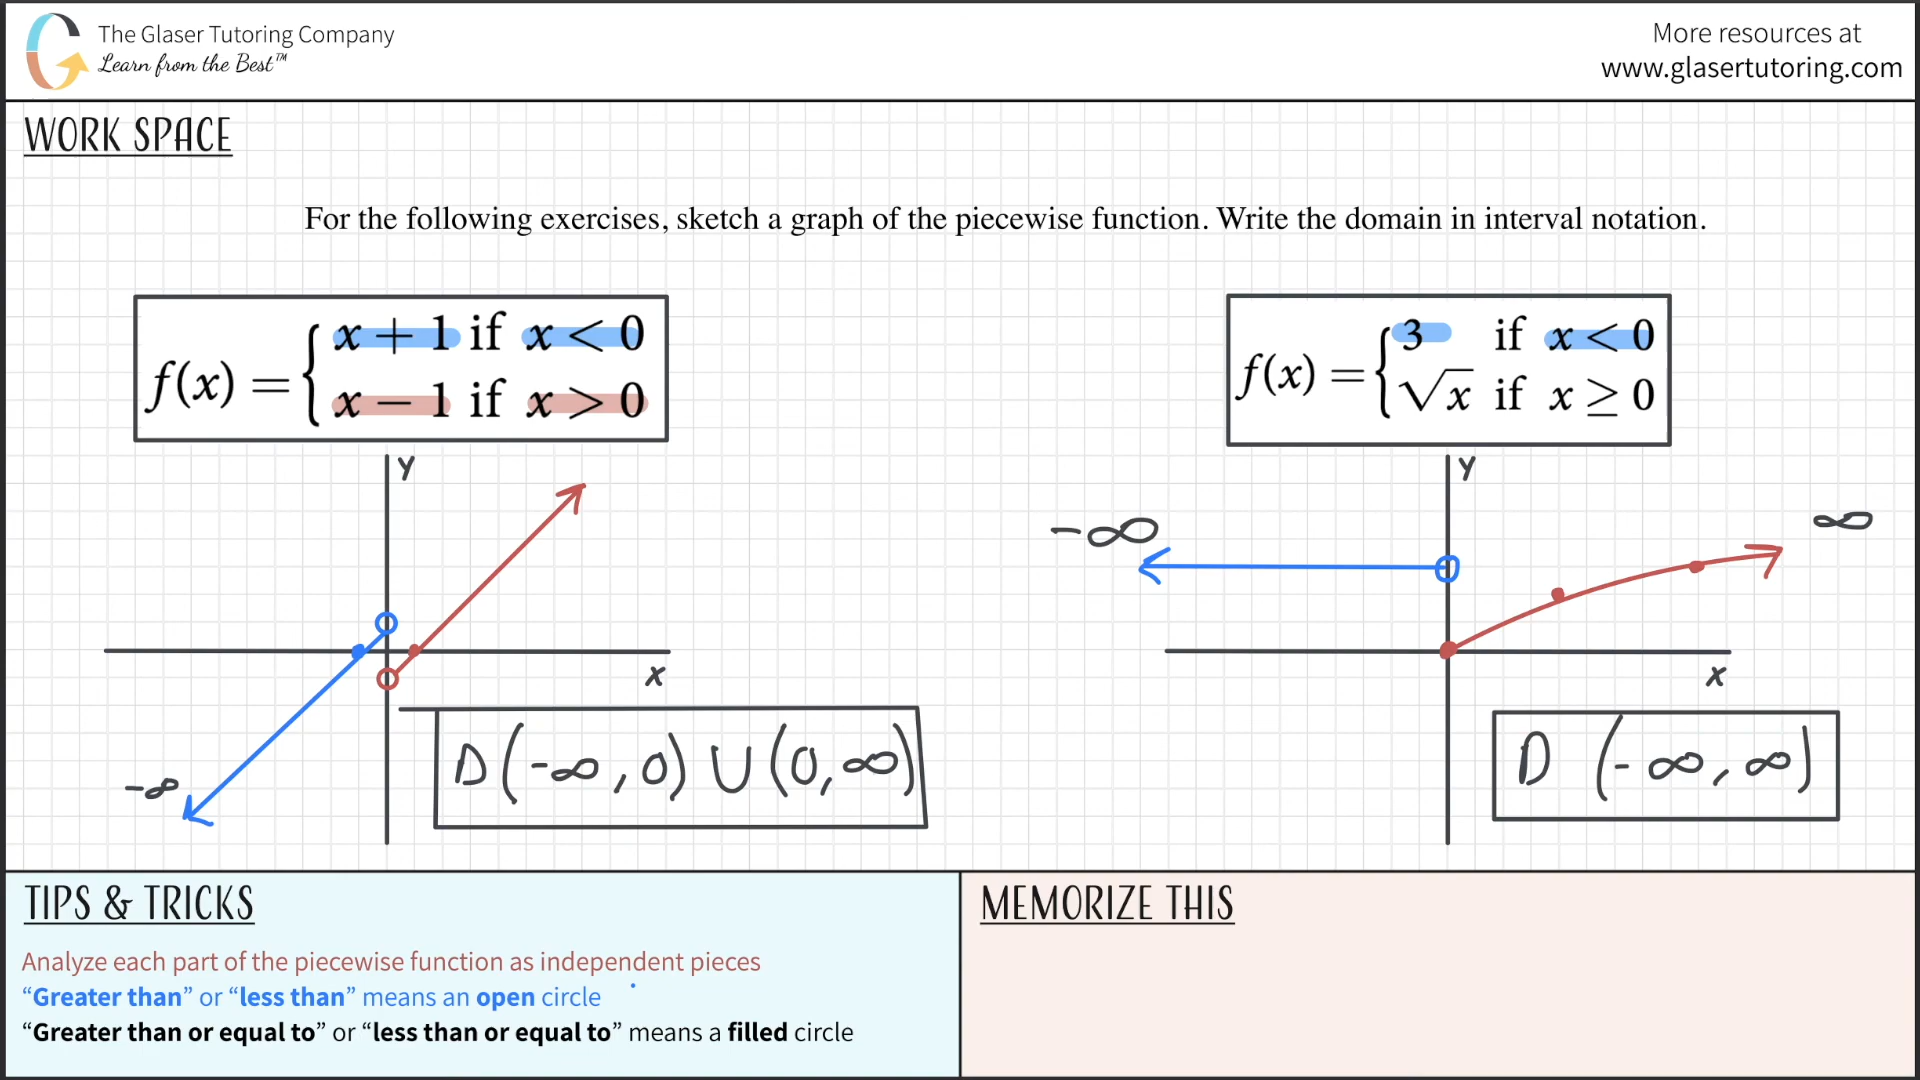 The Glaser Tutoring Company
Learn from the Best™
More resources at
www.glasertutoring.com
WORK SPACE
For the following exercises, sketch a graph of the piecewise function. Write the domain in interval notation.
f(x) = { x + 1 if x < 0
x − 1 if x > 0
f(x) = { 3 if x < 0
√x if x ≥ 0
y
x
-∞
D (-∞, 0) ∪ (0, ∞)
y
-∞
∞
x
D (-∞, ∞)
TIPS & TRICKS
Analyze each part of the piecewise function as independent pieces
“Greater than” or “less than” means an open circle
“Greater than or equal to” or “less than or equal to” means a filled circle
MEMORIZE THIS